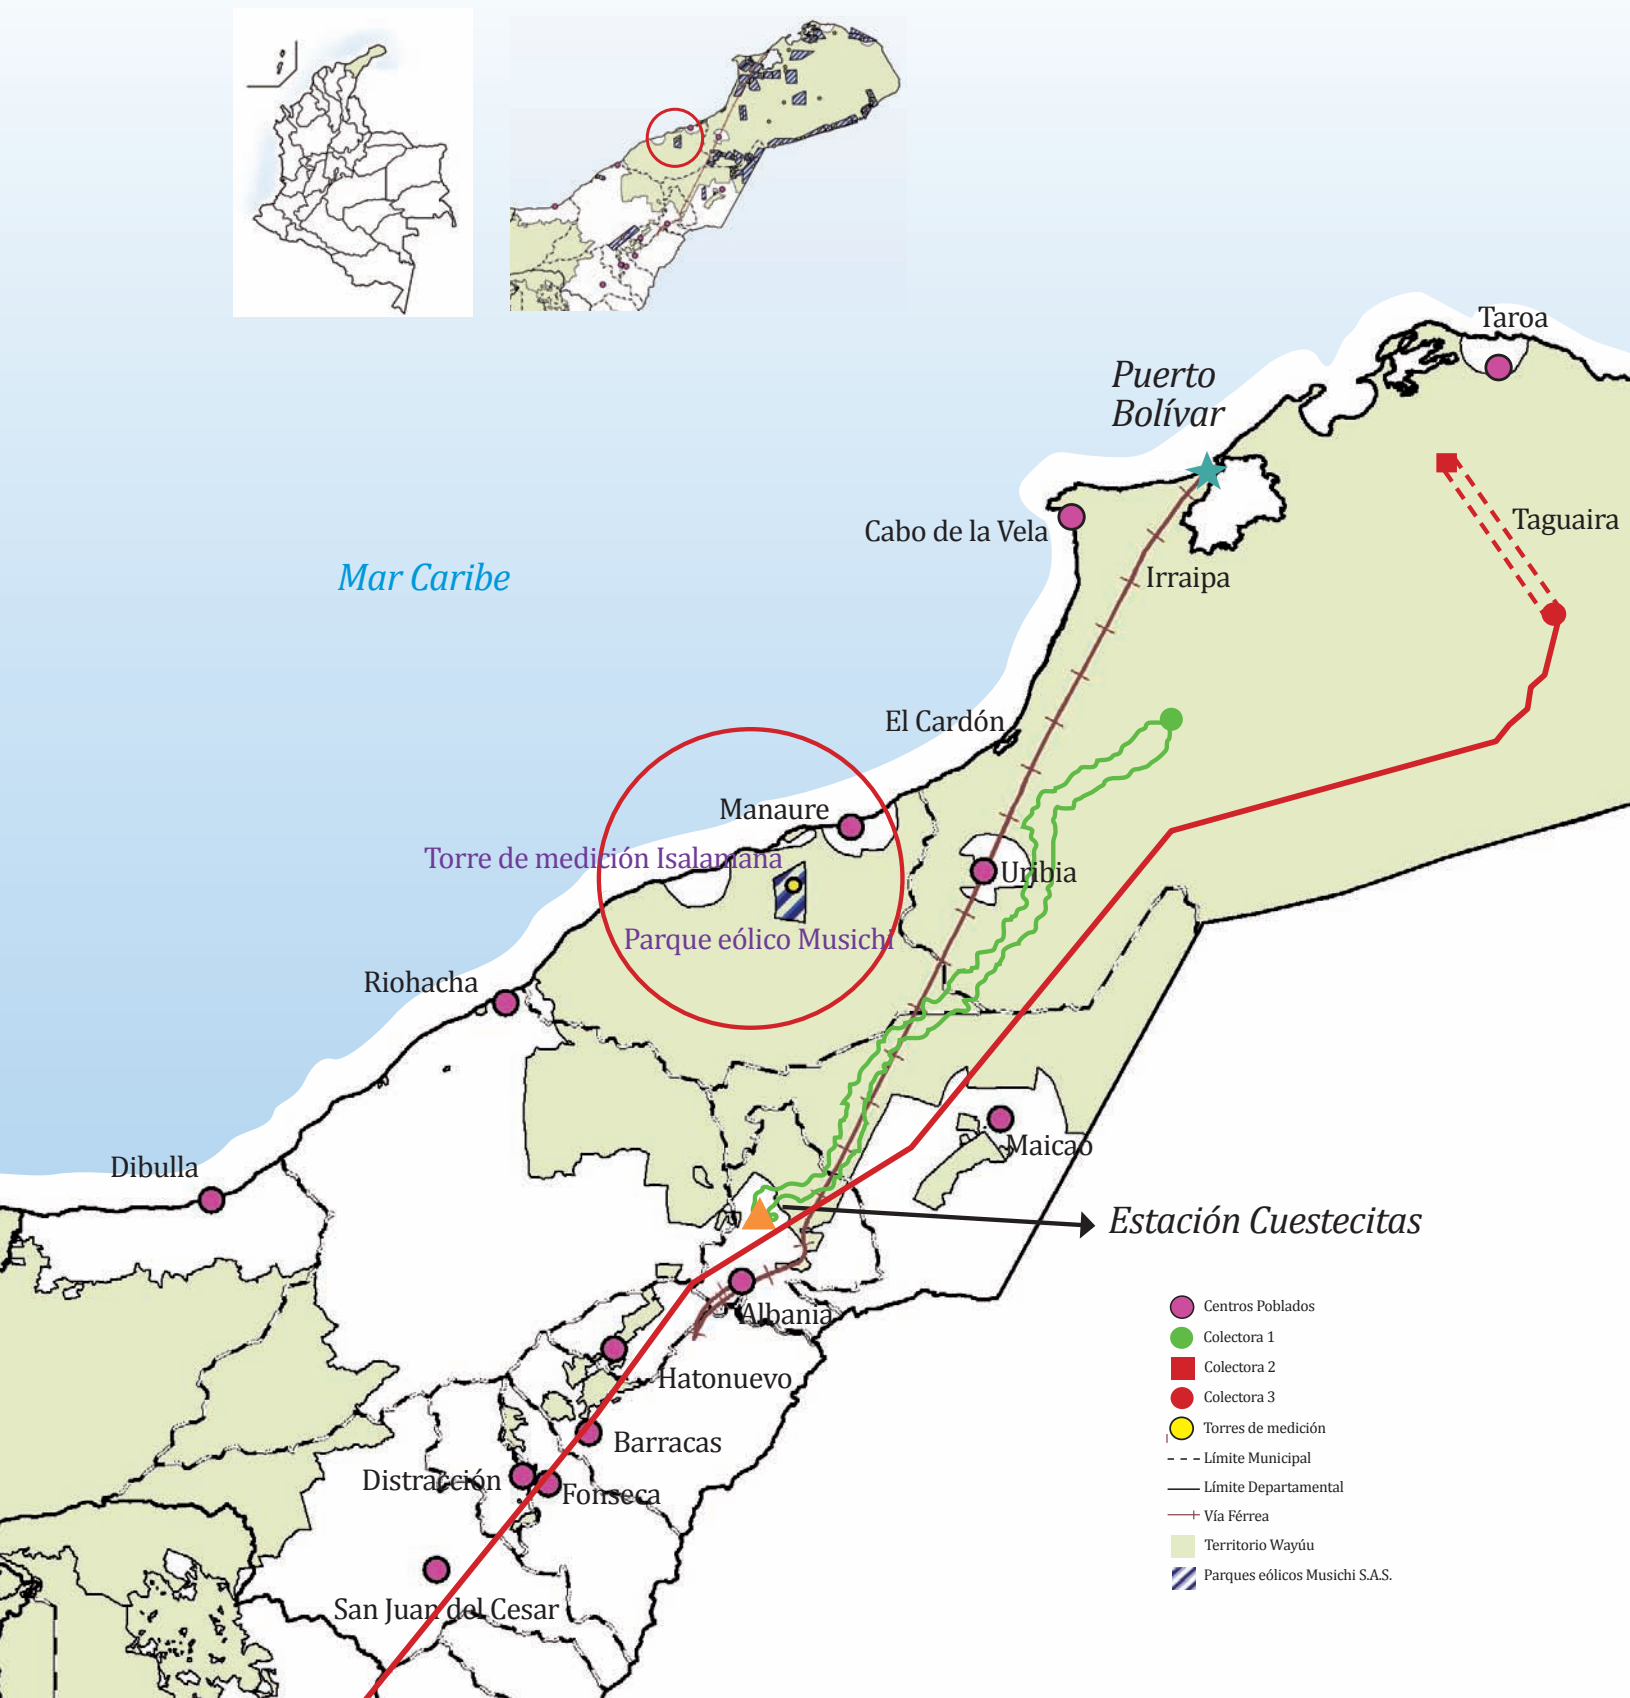 Taroa
Puerto
Bolívar
Taguaira
Cabo de la Vela
Irraipa
Mar Caribe
El Cardón
Manaure
Torre de medición Isalamana
Uribia
Parque eólico Musichi
Riohacha
Maicao
Dibulla
Estación Cuestecitas
Albania
Hatonuevo
Barracas
Distracción
Fonseca
San Juan del Cesar
Centros Poblados
Colectora 1
Colectora 2
Colectora 3
Torres de medición
Límite Municipal
Límite Departamental
Vía Férrea
Territorio Wayúu
Parques eólicos Musichi S.A.S.